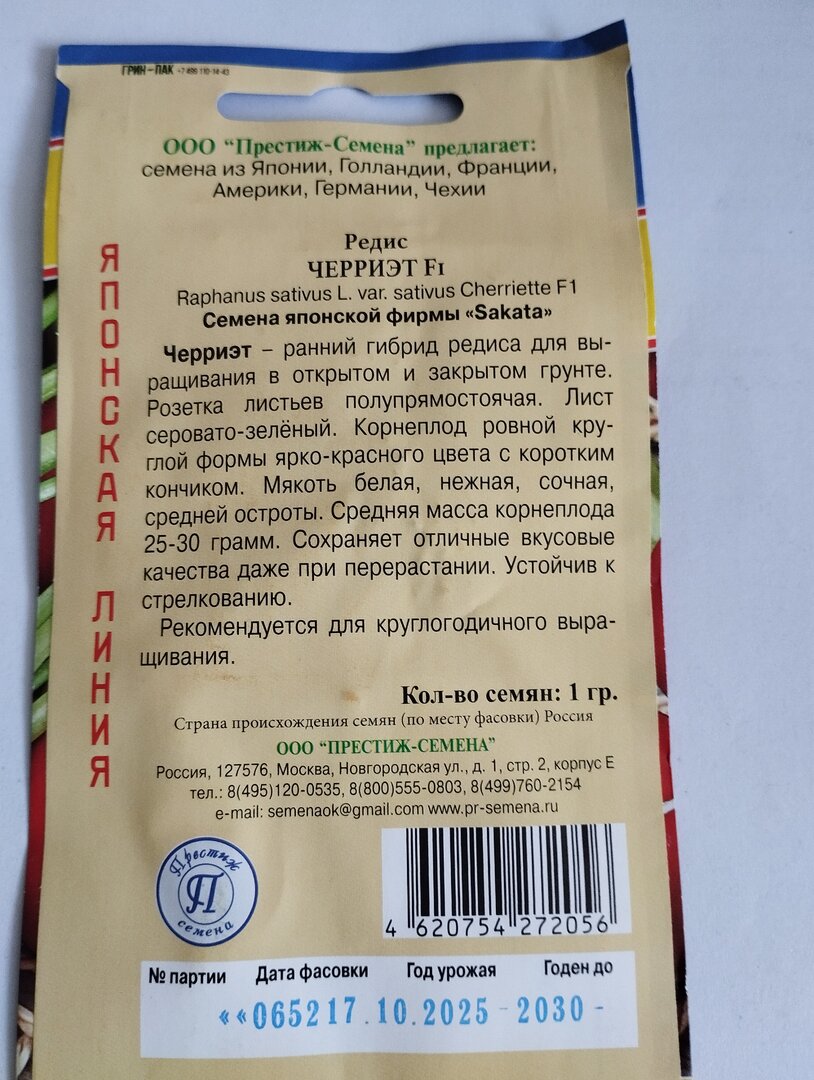 ГРИН-ПАК +7 499 110-14-43
ООО “Престиж-Семена” предлагает:
семена из Японии, Голландии, Франции,
Америки, Германии, Чехии
ЯПОНСКАЯ ЛИНИЯ
Редис
ЧЕРРИЭТ F1
Raphanus sativus L. var. sativus Cherriette F1
Семена японской фирмы «Sakata»
Черриэт – ранний гибрид редиса для вы-
ращивания в открытом и закрытом грунте.
Розетка листьев полупрямостоячая. Лист
серовато-зелёный. Корнеплод ровной кру-
глой формы ярко-красного цвета с коротким
кончиком. Мякоть белая, нежная, сочная,
средней остроты. Средняя масса корнеплода
25-30 грамм. Сохраняет отличные вкусовые
качества даже при перерастании. Устойчив к
стрелкованию.
Рекомендуется для круглогодичного выра-
щивания.
Кол-во семян: 1 гр.
Страна происхождения семян (по месту фасовки) Россия
ООО “ПРЕСТИЖ-СЕМЕНА”
Россия, 127576, Москва, Новгородская ул., д. 1, стр. 2, корпус Е
тел.: 8(495)120-0535, 8(800)555-0803, 8(499)760-2154
e-mail: semenaok@gmail.com www.pr-semena.ru
Престиж
П
семена
4 620754 272056
№ партии Дата фасовки Год урожая Годен до
««065217.10.2025-2030-